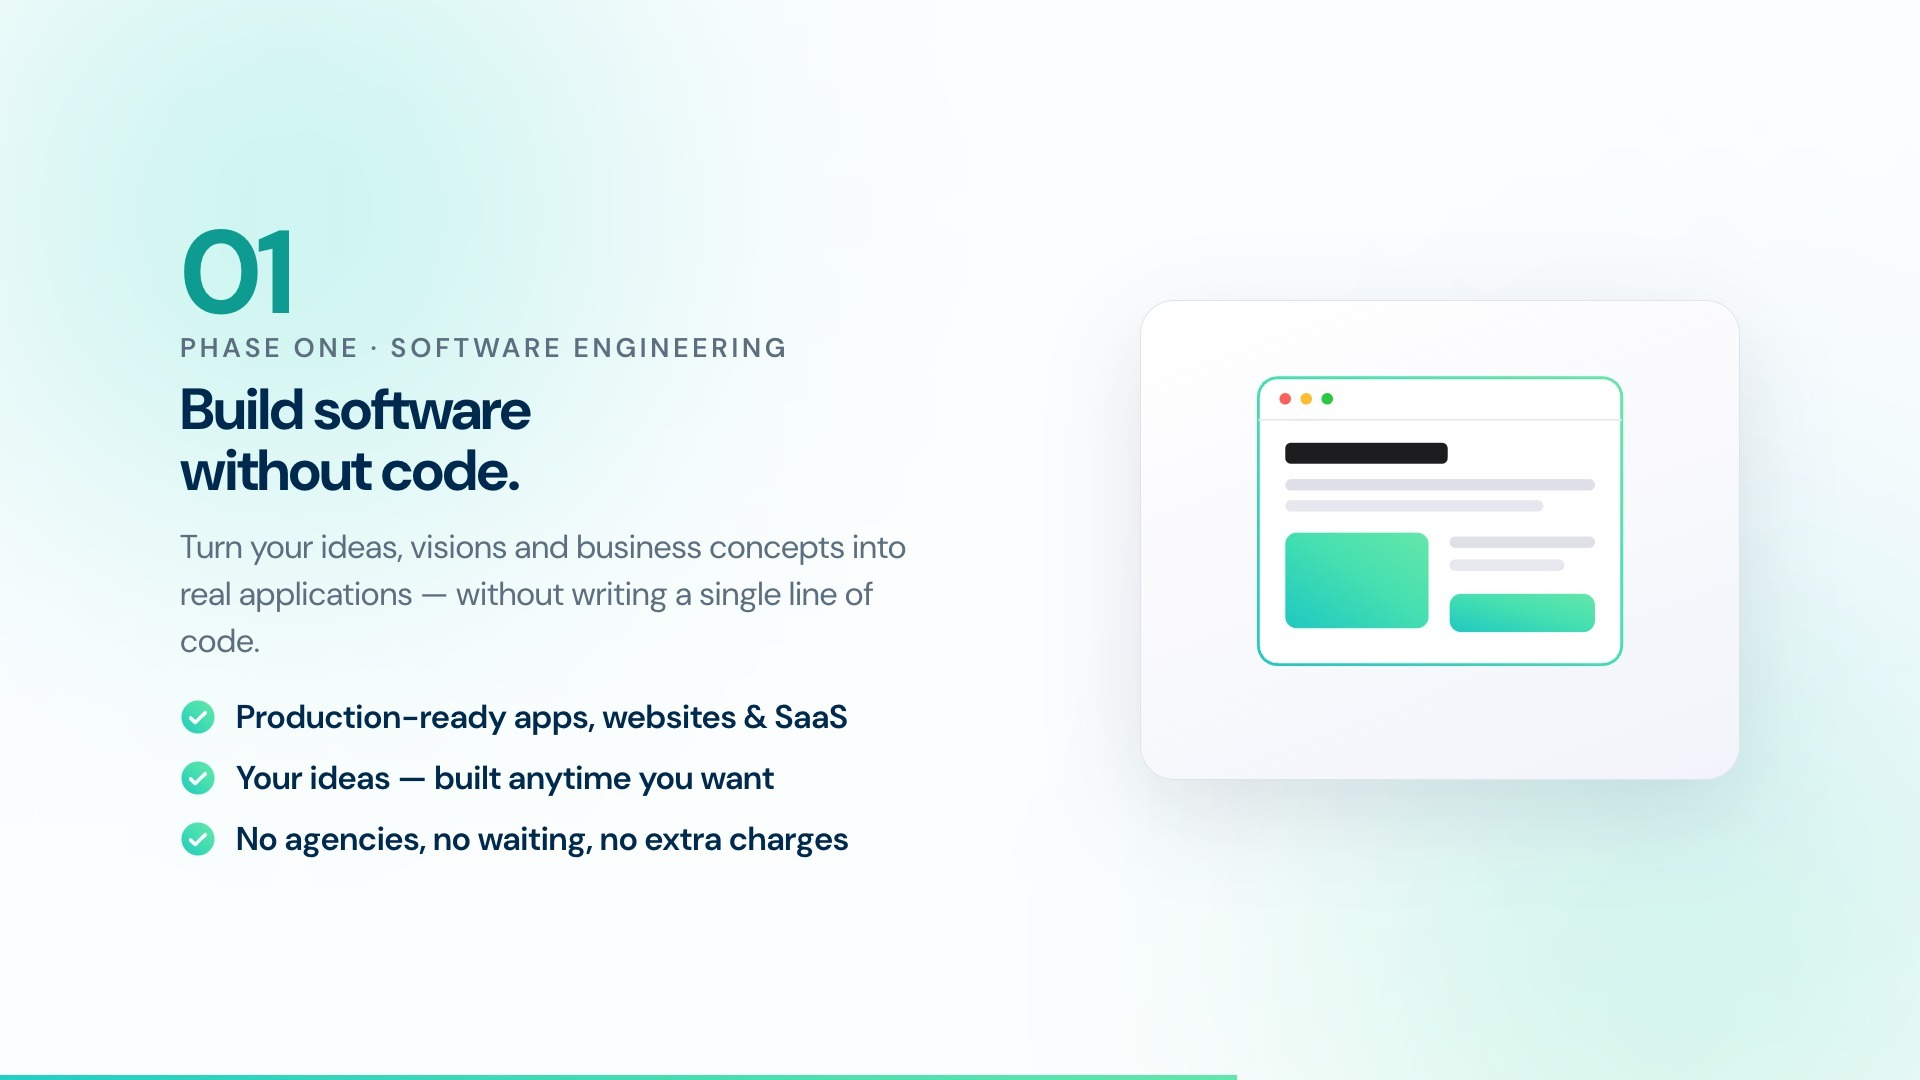 01
PHASE ONE · SOFTWARE ENGINEERING
Build software
without code.
Turn your ideas, visions and business concepts into
real applications — without writing a single line of
code.
Production-ready apps, websites & SaaS
Your ideas — built anytime you want
No agencies, no waiting, no extra charges